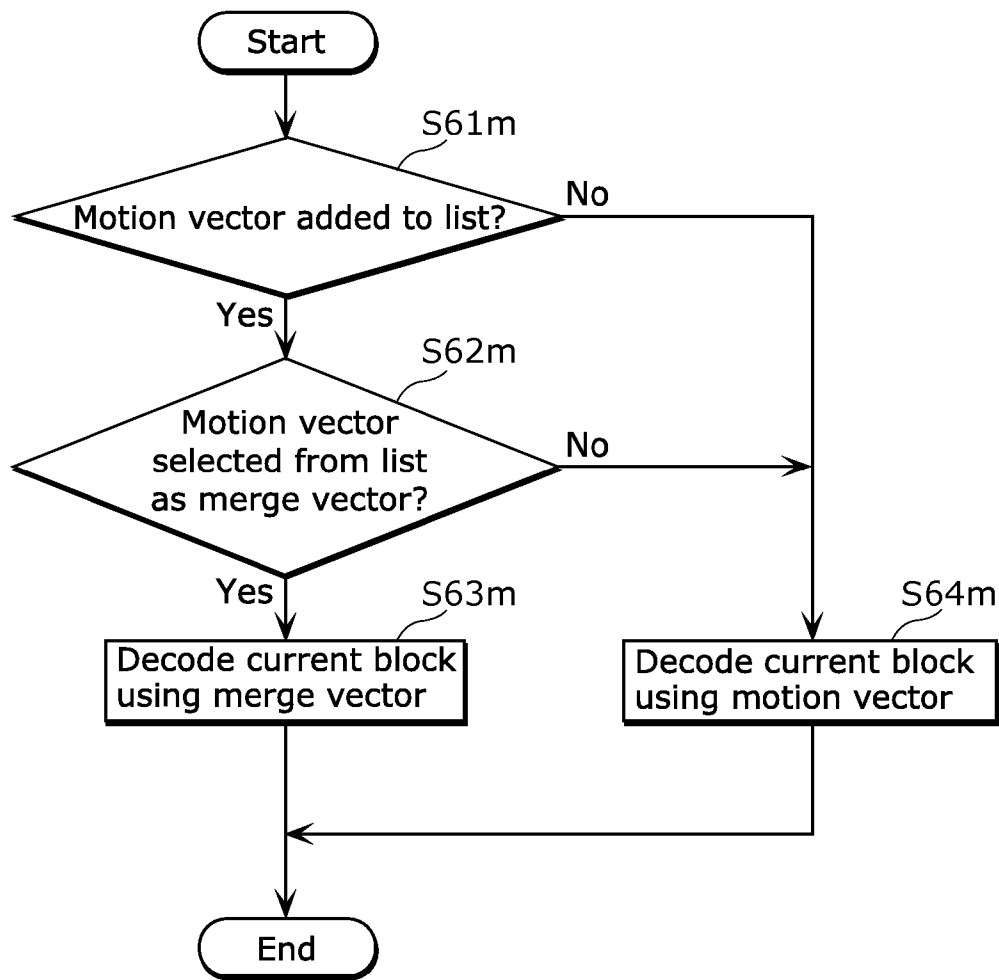 Start
S61m
Motion vector added to list?
No
Yes
S62m
Motion vector
selected from list
as merge vector?
No
Yes
S63m
Decode current block
using merge vector
S64m
Decode current block
using motion vector
End